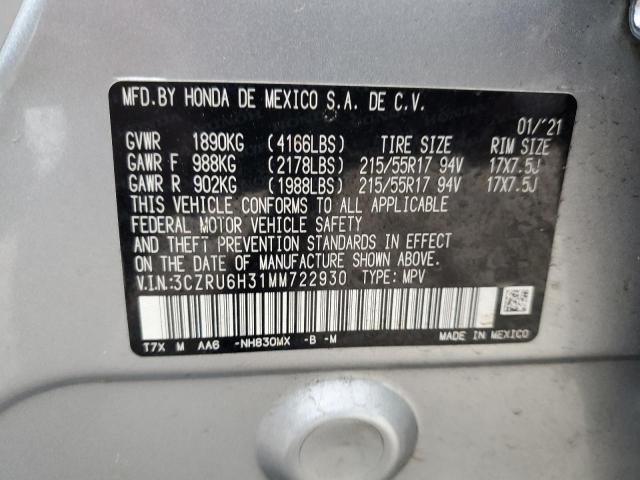 MFD.BY HONDA DE MEXICO S.A. DE C.V.
01/'21
GVWR 1890KG (4166LBS) TIRE SIZE RIM SIZE
GAWR F 988KG (2178LBS) 215/55R17 94V 17X7.5J
GAWR R 902KG (1988LBS) 215/55R17 94V 17X7.5J
THIS VEHICLE CONFORMS TO ALL APPLICABLE
FEDERAL MOTOR VEHICLE SAFETY
AND THEFT PREVENTION STANDARDS IN EFFECT
ON THE DATE OF MANUFACTURE SHOWN ABOVE.
V.I.N.:3CZRU6H31MM722930 TYPE: MPV
T7X M AA6 -NH830MX -B -M MADE IN MEXICO